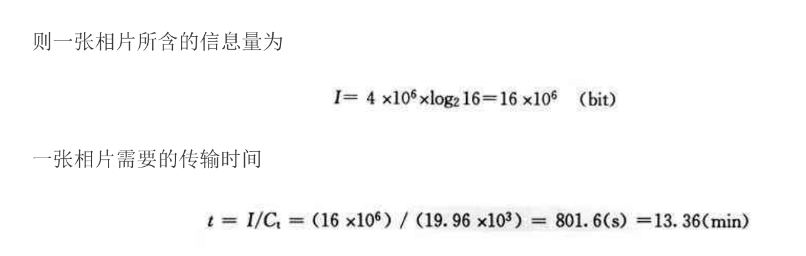 则一张相片所含的信息量为
I= 4 ×10⁶×log₂16=16 ×10⁶ （bit）
一张相片需要的传输时间
t = I/Cₜ = (16 ×10⁶) / (19.96 ×10³) = 801.6(s) =13.36(min)